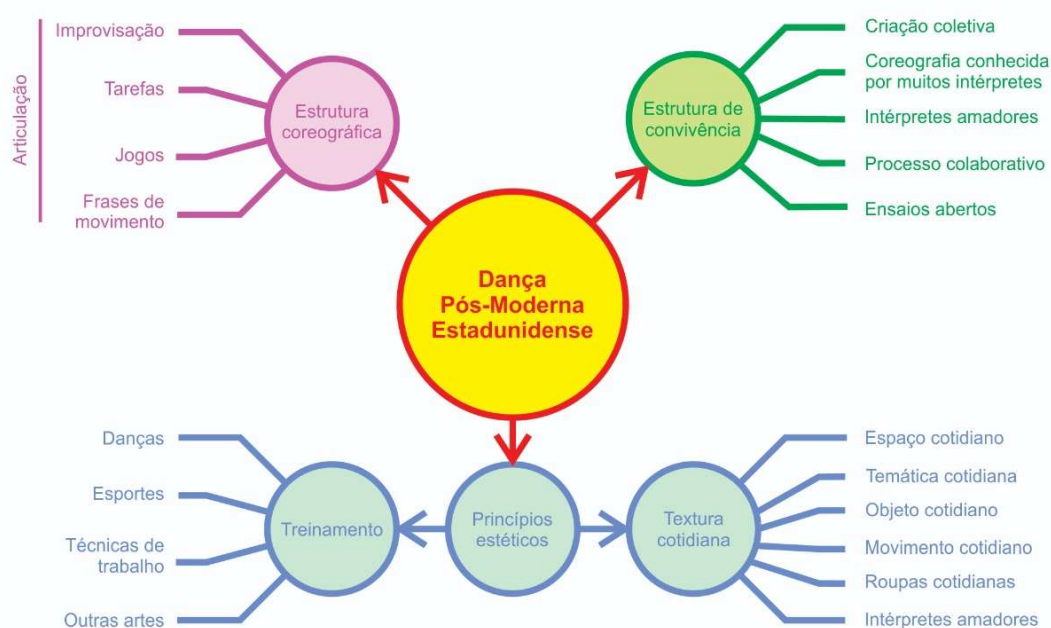 Articulação
Improvisação
Tarefas
Jogos
Frases de
movimento
Estrutura
coreográfica
Estrutura de
convivência
Criação coletiva
Coreografia conhecida
por muitos intérpretes
Intérpretes amadores
Processo colaborativo
Ensaios abertos
Dança
Pós-Moderna
Estadunidense
Danças
Esportes
Técnicas de
trabalho
Outras artes
Treinamento
Princípios
estéticos
Textura
cotidiana
Espaço cotidiano
Temática cotidiana
Objeto cotidiano
Movimento cotidiano
Roupas cotidianas
Intérpretes amadores